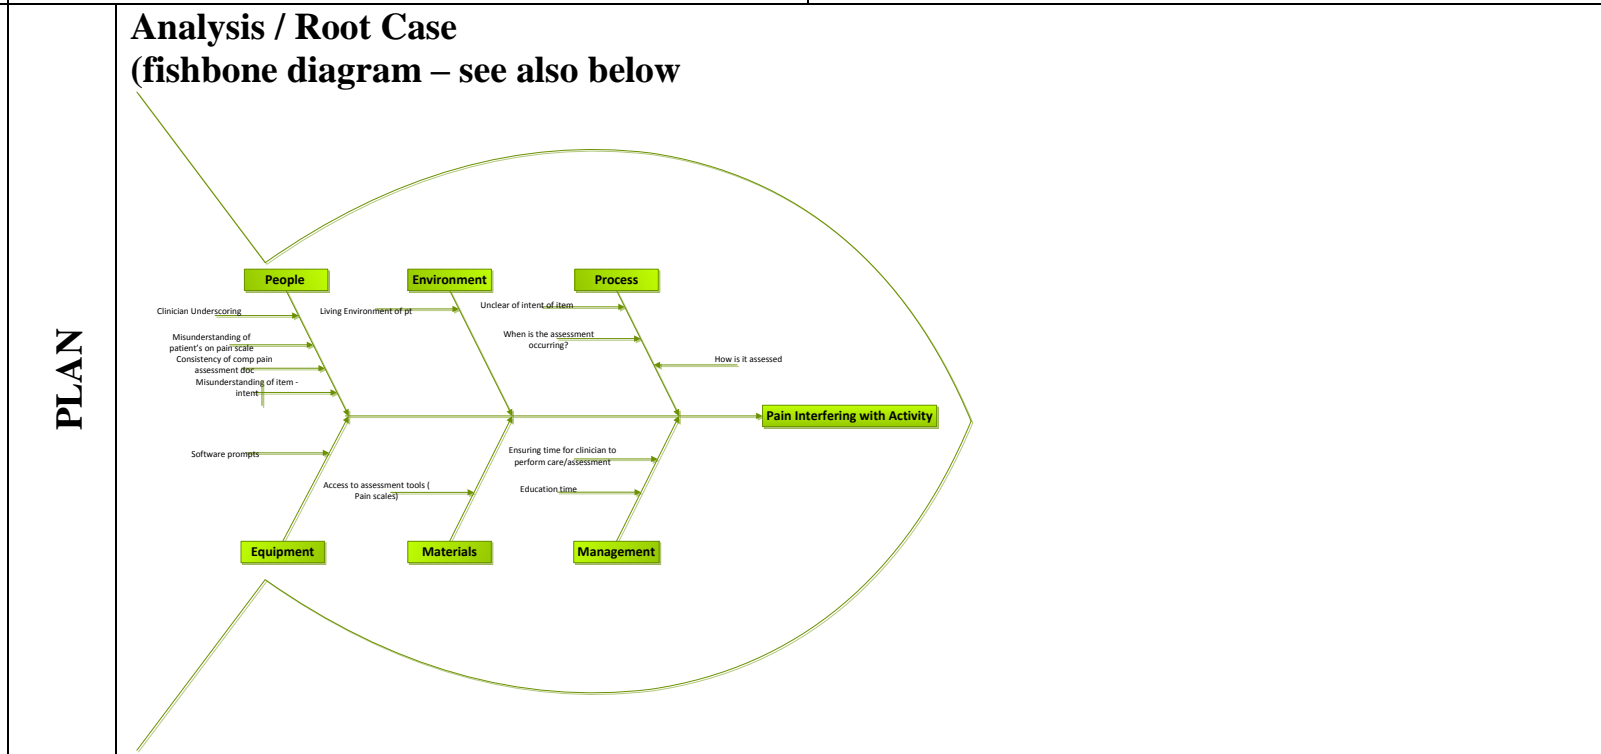 Analysis / Root Case
(fishbone diagram – see also below
PLAN
People
Environment
Process
Clinician Underscoring
Living Environment of pt
Unclear of intent of item
Misunderstanding of
patient's on pain scale
When is the assessment
occurring?
Consistency of comp pain
assessment doc
How is it assessed
Misunderstanding of item -
intent
Pain Interfering with Activity
Software prompts
Ensuring time for clinician to
perform care/assessment
Access to assessment tools (
Pain scales)
Education time
Equipment
Materials
Management